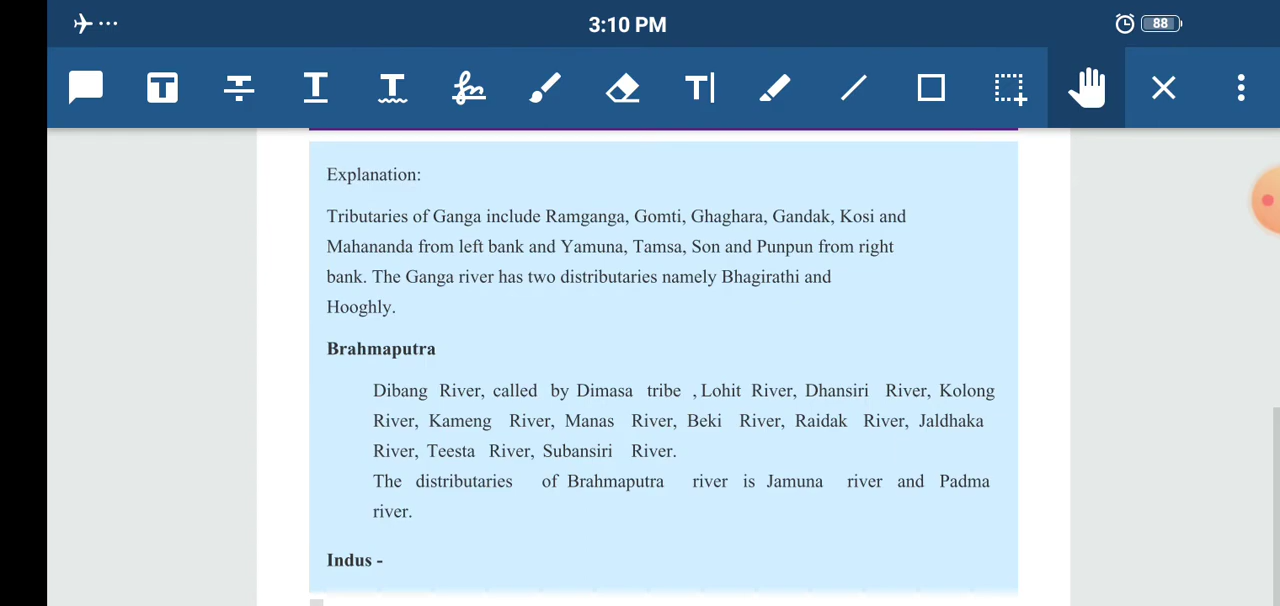 3:10 PM
88
Explanation:
Tributaries of Ganga include Ramganga, Gomti, Ghaghara, Gandak, Kosi and
Mahananda from left bank and Yamuna, Tamsa, Son and Punpun from right
bank. The Ganga river has two distributaries namely Bhagirathi and
Hooghly.
Brahmaputra
Dibang River, called by Dimasa tribe , Lohit River, Dhansiri River, Kolong
River, Kameng River, Manas River, Beki River, Raidak River, Jaldhaka
River, Teesta River, Subansiri River.
The distributaries of Brahmaputra river is Jamuna river and Padma
river.
Indus -